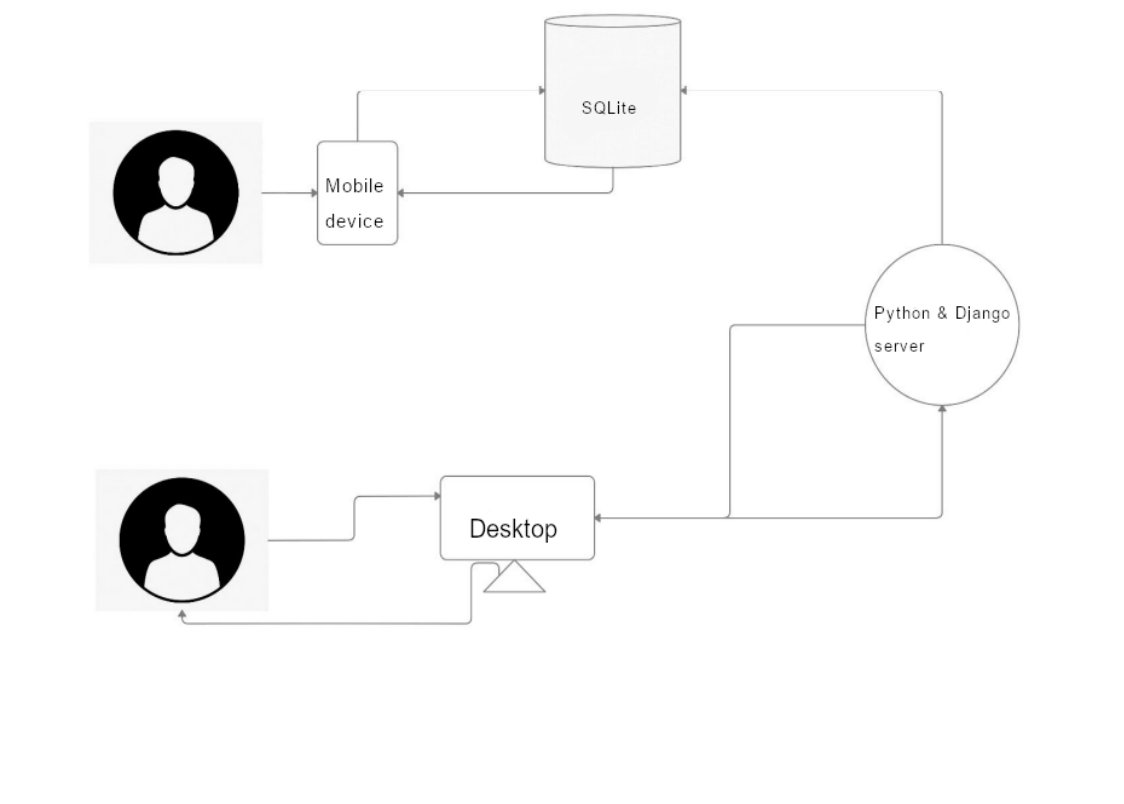 SQLite
Mobile
device
Python & Django
server
Desktop